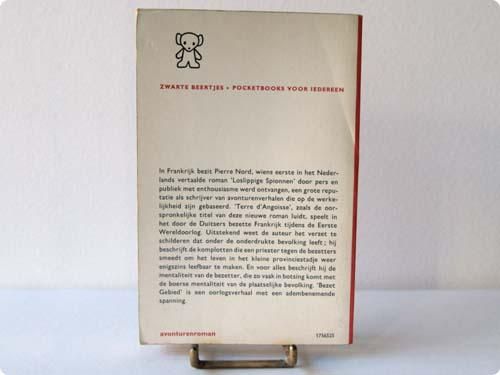 ZWARTE BEERTJES • POCKETBOOKS VOOR IEDEREEN
In Frankrijk bezit Pierre Nord, wiens eerste in het Neder-
lands vertaalde roman 'Loslippige Spionnen' door pers en
publiek met enthousiasme werd ontvangen, een grote repu-
tatie als schrijver van avonturenverhalen die op de werke-
lijkheid zijn gebaseerd. 'Terre d'Angoisse', zoals de oor-
spronkelijke titel van deze nieuwe roman luidt, speelt in
het door de Duitsers bezette Frankrijk tijdens de Eerste
Wereldoorlog. Uitstekend weet de auteur het verzet te
schilderen dat onder de onderdrukte bevolking leeft; hij
beschrijft de komplotten die een priester tegen de bezetters
smeedt om het leven in het kleine provinciestadje weer
enigszins leefbaar te maken. En voor alles beschrijft hij de
mentaliteit van de bezetter, die zo vaak in botsing komt met
de boerse mentaliteit van de plaatselijke bevolking. 'Bezet
Gebied' is een oorlogsverhaal met een adembenemende
spanning.
avonturenroman
1756525